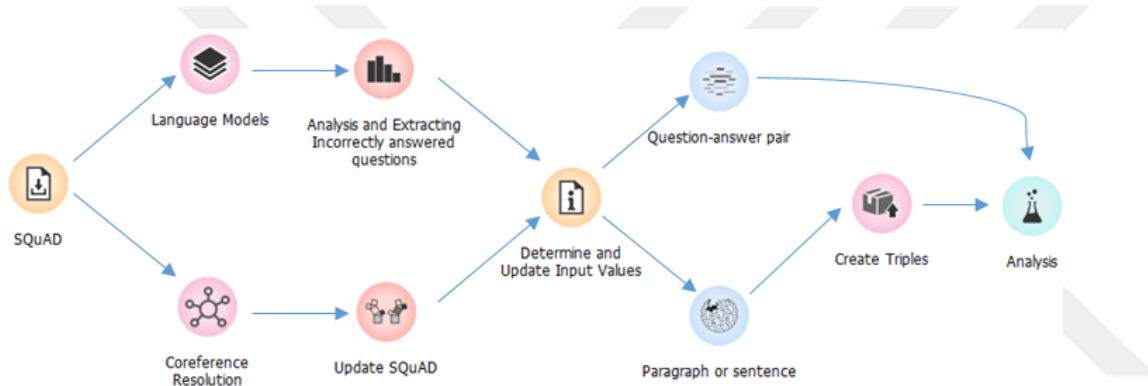 Language Models
Analysis and Extracting
Incorrectly answered
questions
Question-answer pair
SQuAD
Determine and
Update Input Values
Create Triples
Analysis
Coreference
Resolution
Update SQuAD
Paragraph or sentence